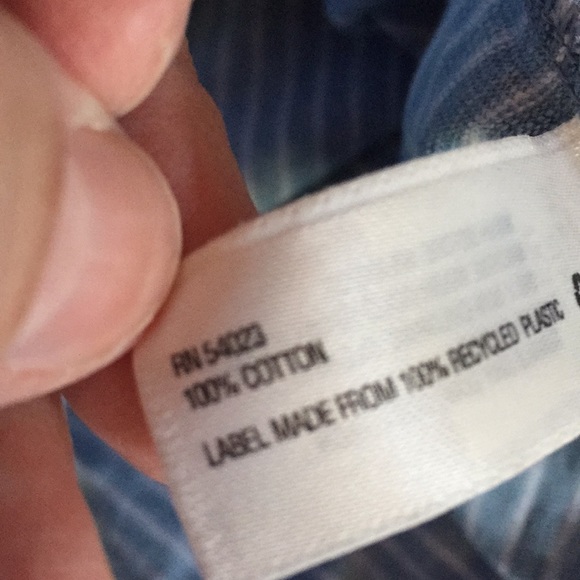 RN 54023
100% COTTON
LABEL MADE FROM 100% RECYCLED PLASTIC